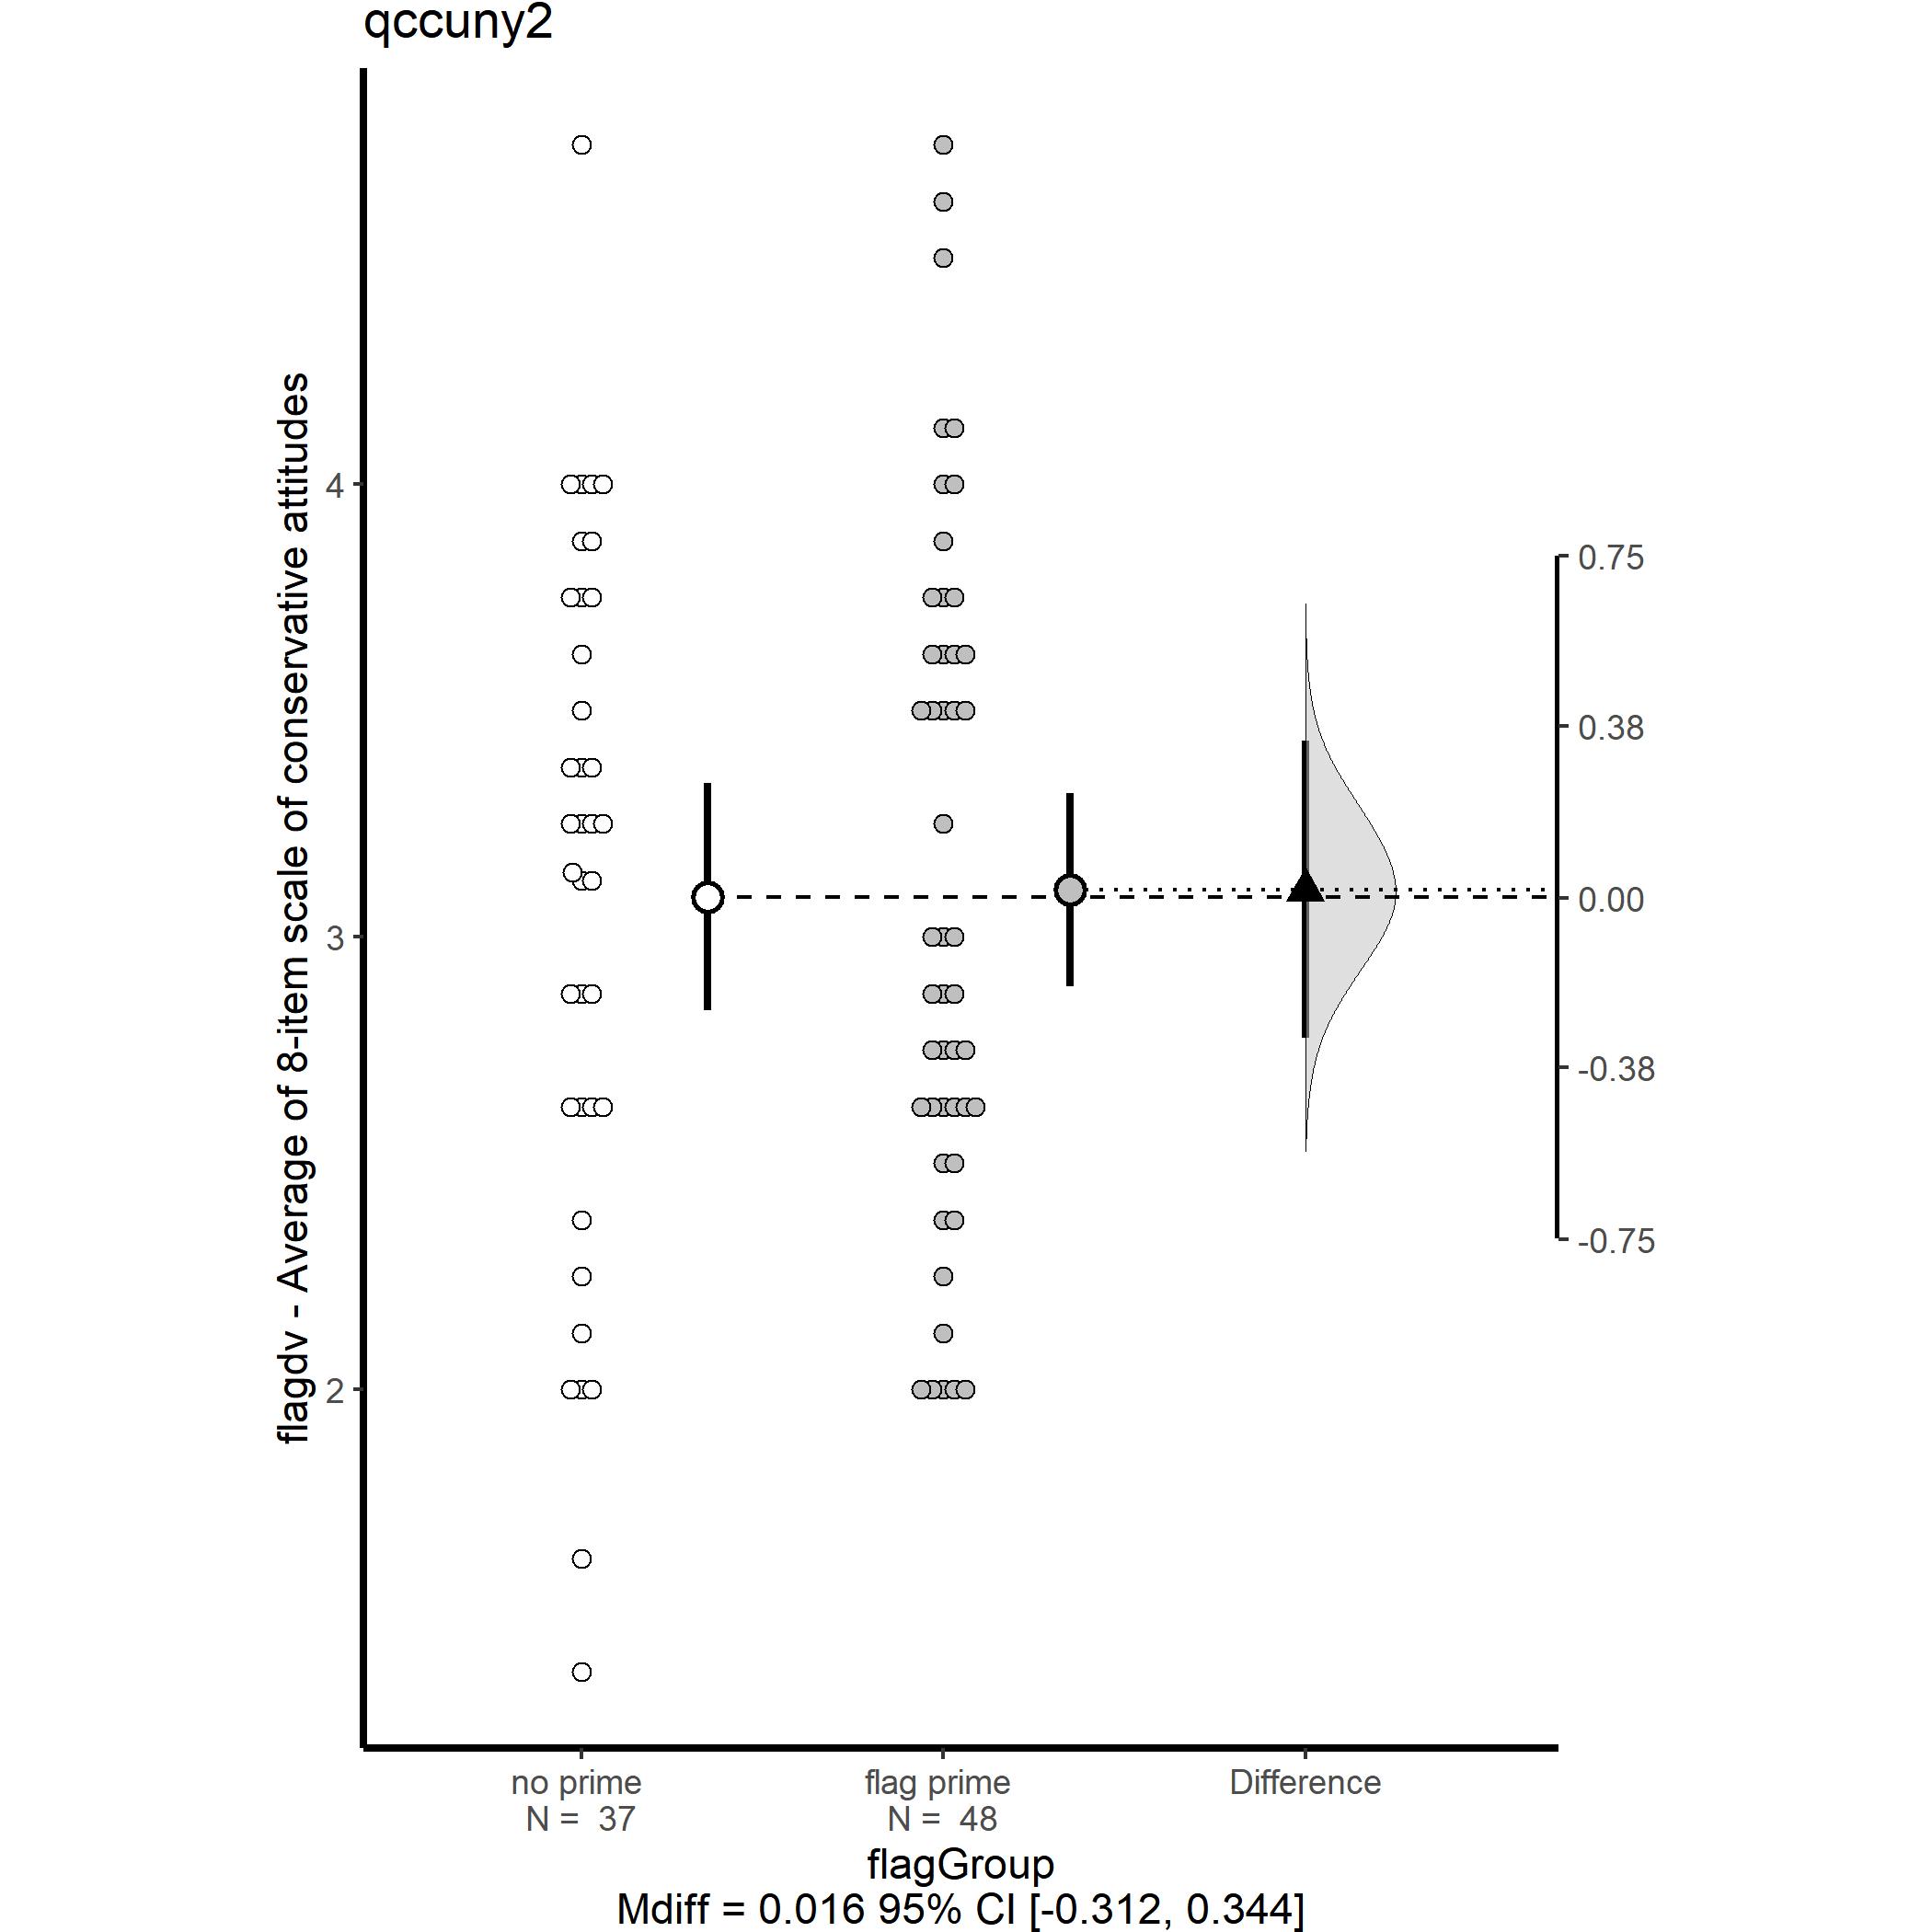 qccuny2
flagdv - Average of 8-item scale of conservative attitudes
4
3
2
0.75
0.38
0.00
-0.38
-0.75
no prime
N =  37
flag prime
N =  48
Difference
flagGroup
Mdiff = 0.016 95% CI [-0.312, 0.344]